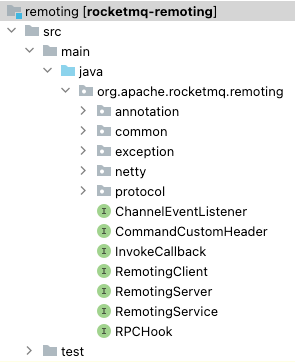 remoting [rocketmq-remoting]
src
main
java
org.apache.rocketmq.remoting
annotation
common
exception
netty
protocol
I ChannelEventListener
I CommandCustomHeader
I InvokeCallback
I RemotingClient
I RemotingServer
I RemotingService
I RPCHook
test